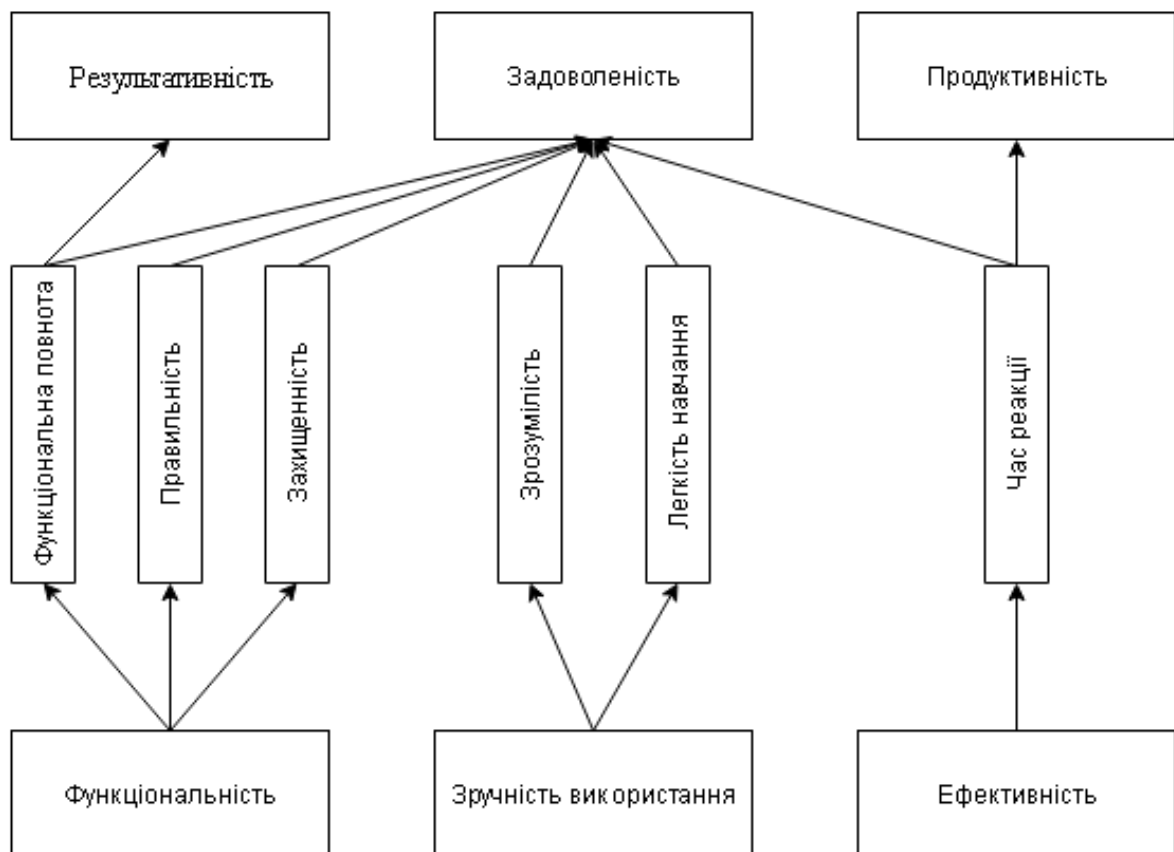 Результативність
Задоволеність
Продуктивність
Функціональна повнота
Правильність
Захищенність
Зрозумілість
Легкість навчання
Час реакції
Функціональність
Зручність використання
Ефективність